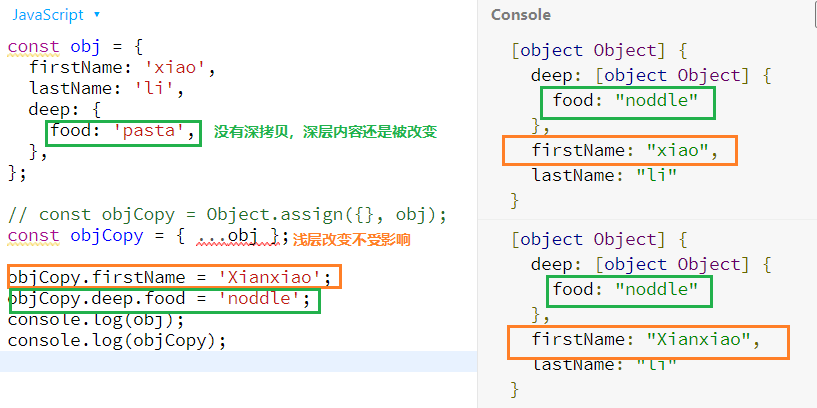 JavaScript ▾
const obj = {
firstName: 'xiao',
lastName: 'li',
deep: {
food: 'pasta', 没有深拷贝，深层内容还是被改变
},
};
// const objCopy = Object.assign({}, obj);
const objCopy = { ...obj }; 浅层改变不受影响
objCopy.firstName = 'Xianxiao';
objCopy.deep.food = 'noddle';
console.log(obj);
console.log(objCopy);
Console
[object Object] {
deep: [object Object] {
food: "noddle"
},
firstName: "xiao",
lastName: "li"
}
[object Object] {
deep: [object Object] {
food: "noddle"
},
firstName: "Xianxiao",
lastName: "li"
}